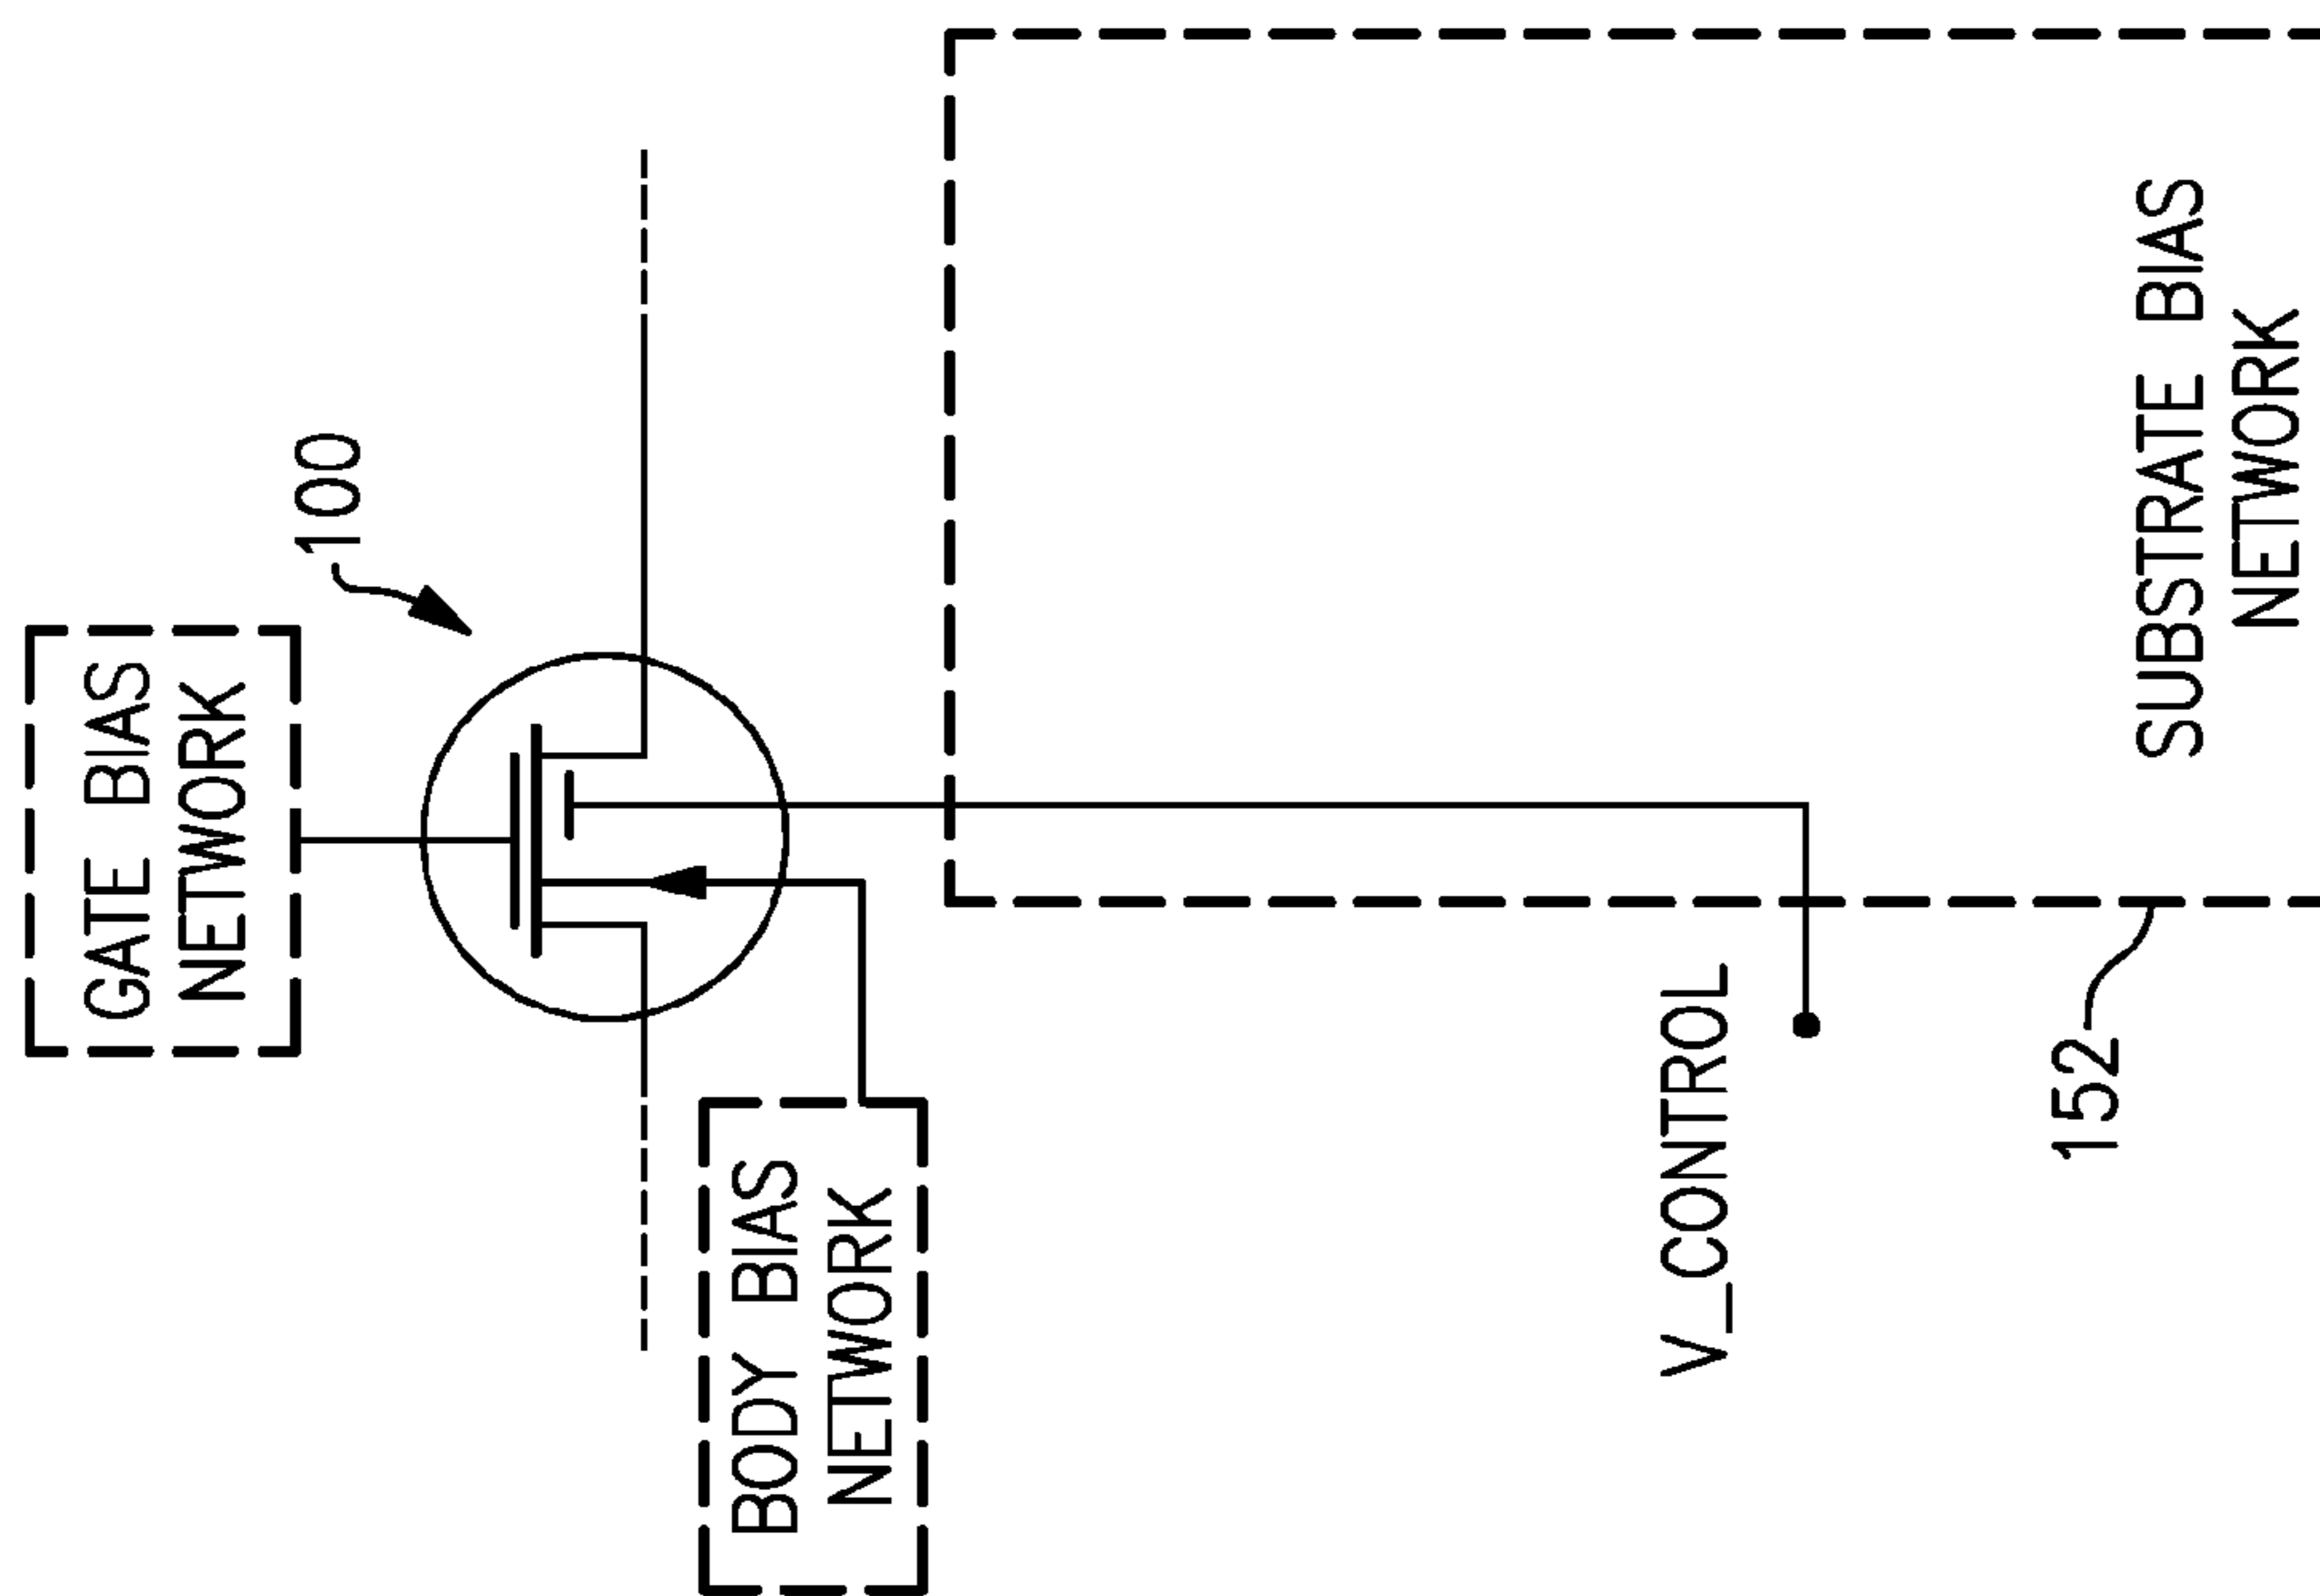 GATE BIAS
NETWORK
100
BODY BIAS
NETWORK
V_CONTROL
152
SUBSTRATE BIAS
NETWORK